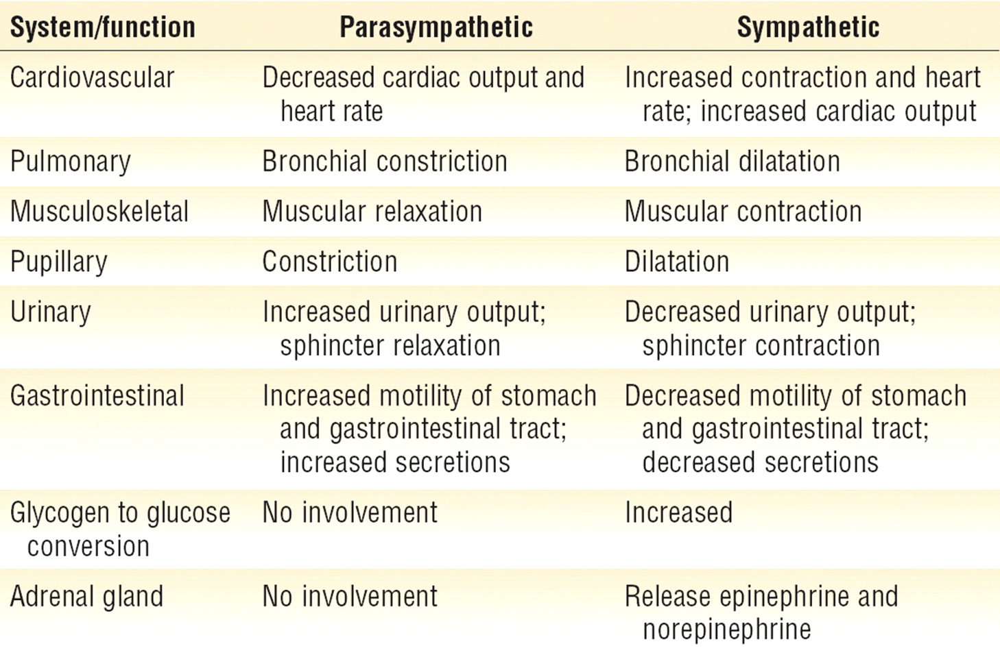 System/function Parasympathetic Sympathetic
Cardiovascular Decreased cardiac output and Increased contraction and heart
heart rate rate; increased cardiac output
Pulmonary Bronchial constriction Bronchial dilatation
Musculoskeletal Muscular relaxation Muscular contraction
Pupillary Constriction Dilatation
Urinary Increased urinary output; Decreased urinary output;
sphincter relaxation sphincter contraction
Gastrointestinal Increased motility of stomach Decreased motility of stomach
and gastrointestinal tract; and gastrointestinal tract;
increased secretions decreased secretions
Glycogen to glucose No involvement Increased
conversion
Adrenal gland No involvement Release epinephrine and
norepinephrine